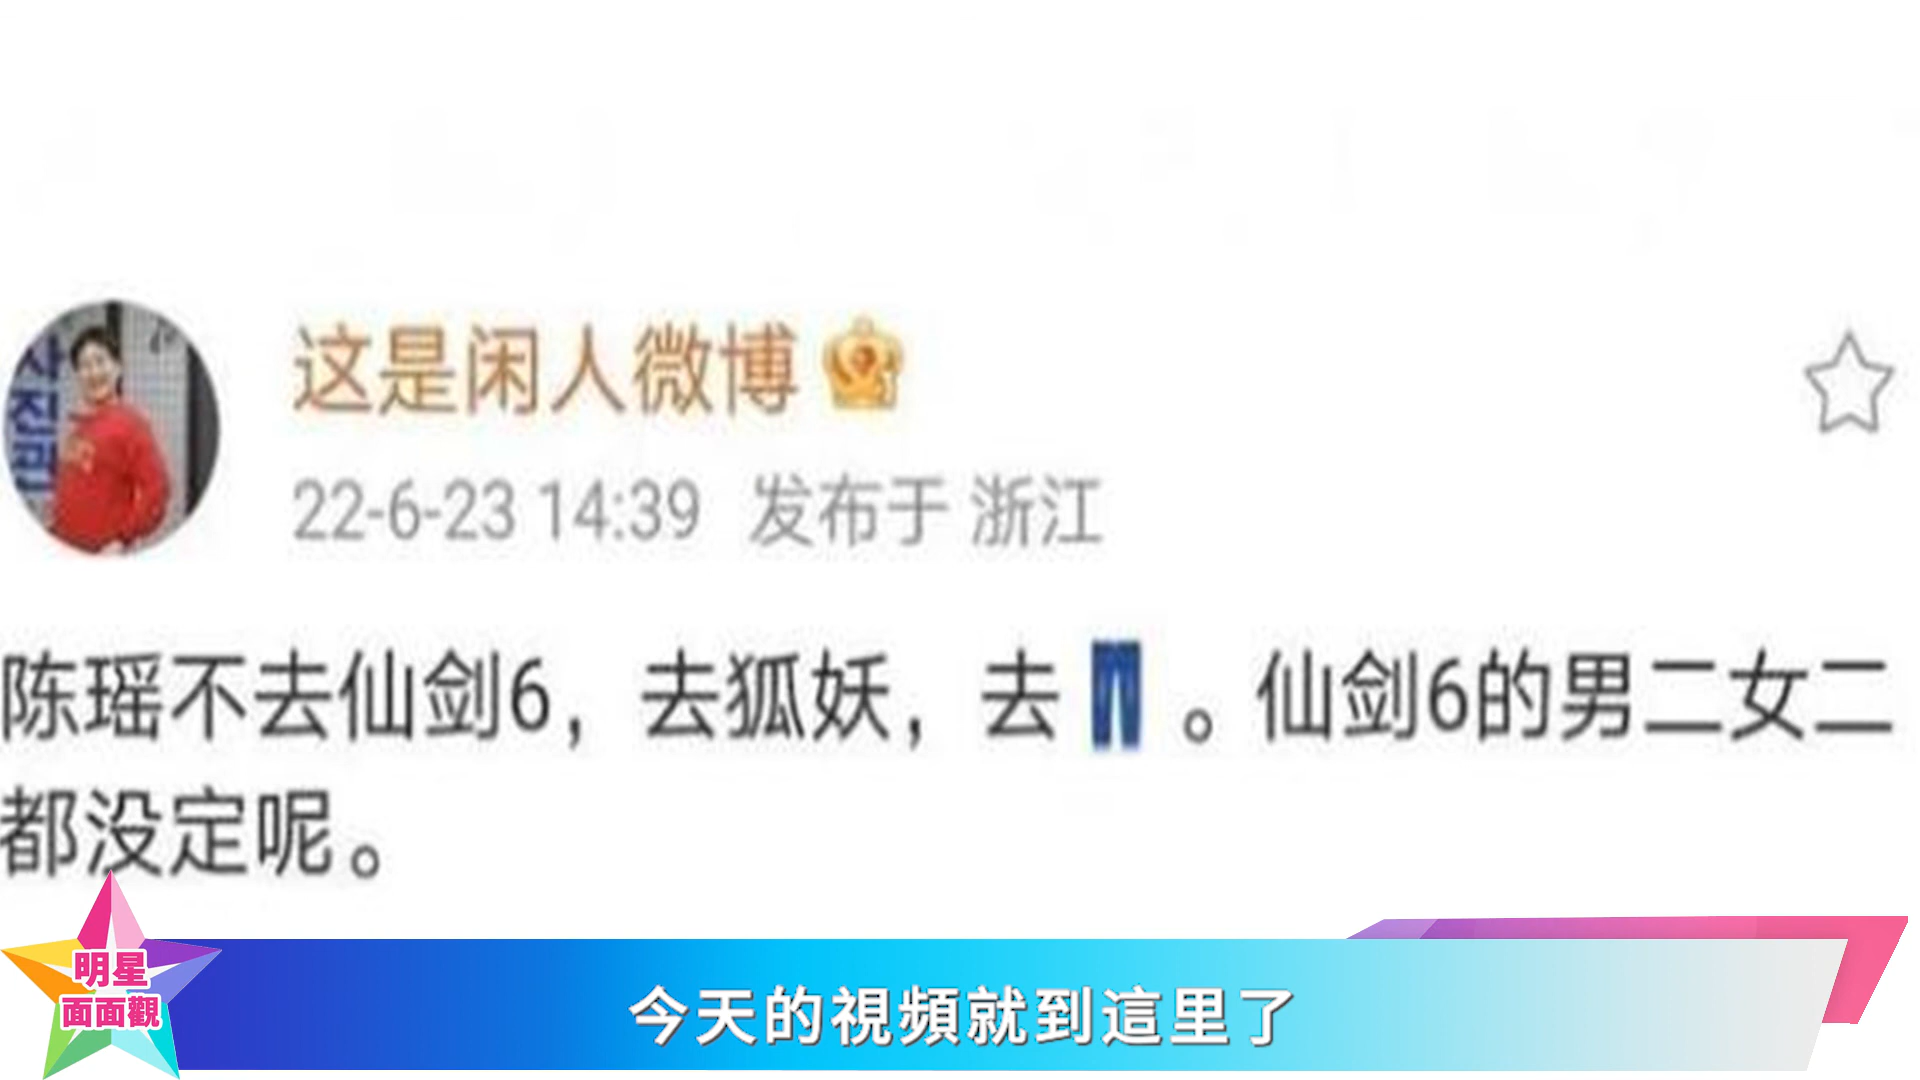 这是闲人微博
22-6-23 14:39 发布于 浙江
陈瑶不去仙剑6，去狐妖，去👖。仙剑6的男二女二
都没定呢。
明星
面面觀
今天的視頻就到這里了